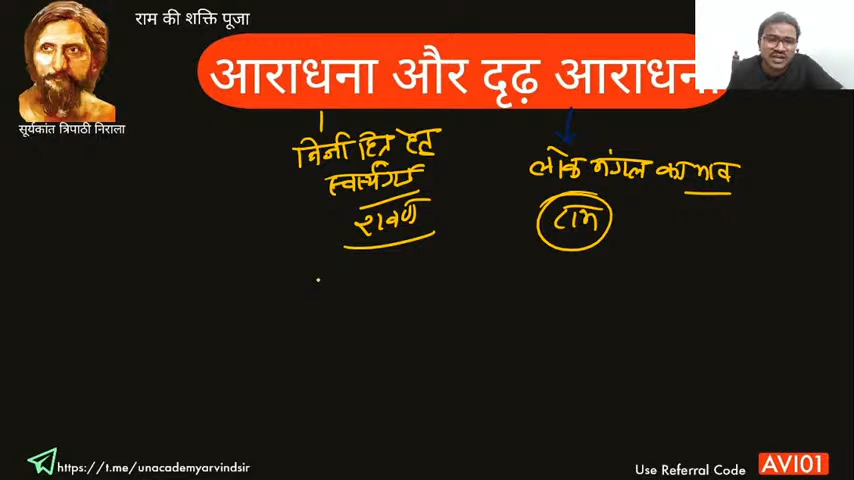 राम की शक्ति पूजा
आराधना और दृढ़ आराधना
सूर्यकांत त्रिपाठी निराला
निजी हित हेतु
स्वार्थपूर्ण
रावण
लोक मंगल का भाव
राम
https://t.me/unacademyarvindsir
Use Referral Code AVI01